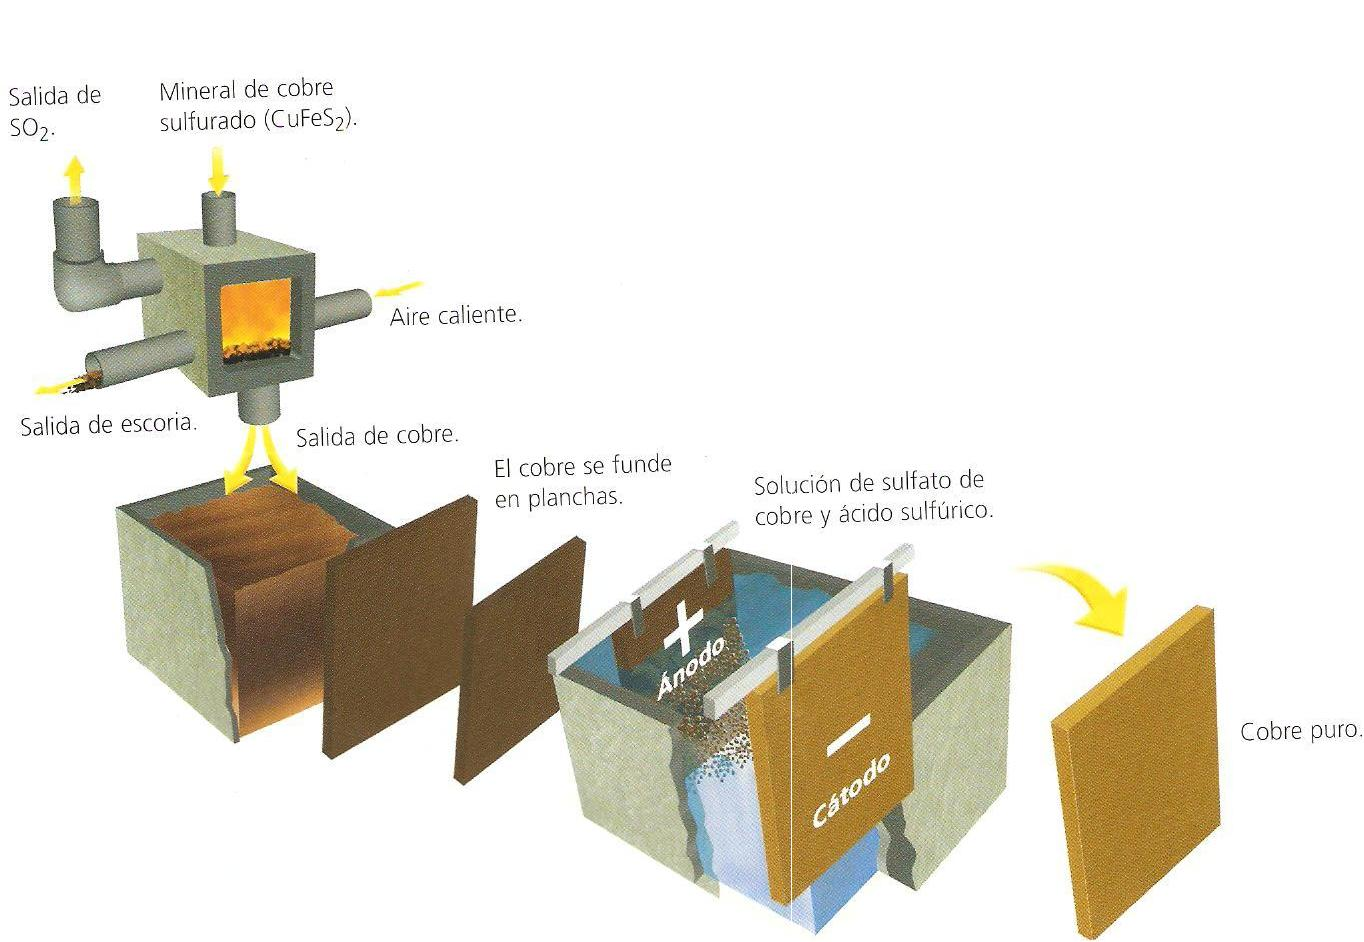 Salida de
SO₂.
Mineral de cobre
sulfurado (CuFeS₂).
Aire caliente.
Salida de escoria.
Salida de cobre.
El cobre se funde
en planchas.
Solución de sulfato de
cobre y ácido sulfúrico.
+
Ánodo
−
Cátodo
Cobre puro.